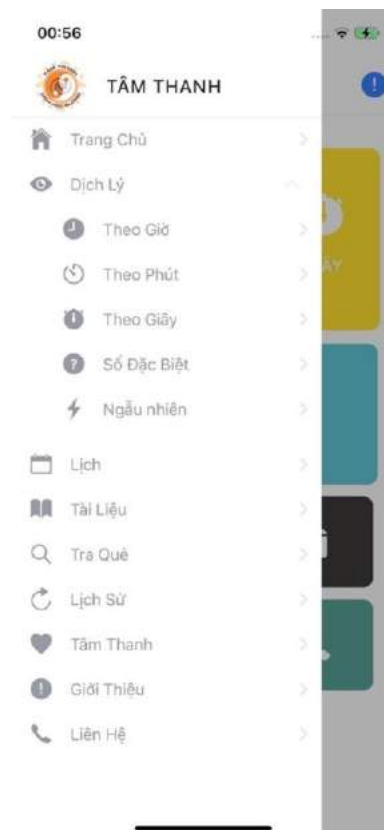 00:56
TÂM THANH
Trang Chủ
Dịch Lý
Theo Giờ
Theo Phút
Theo Giây
Số Đặc Biệt
Ngẫu nhiên
Lịch
Tài Liệu
Tra Quẻ
Lịch Sử
Tâm Thanh
Giới Thiệu
Liên Hệ